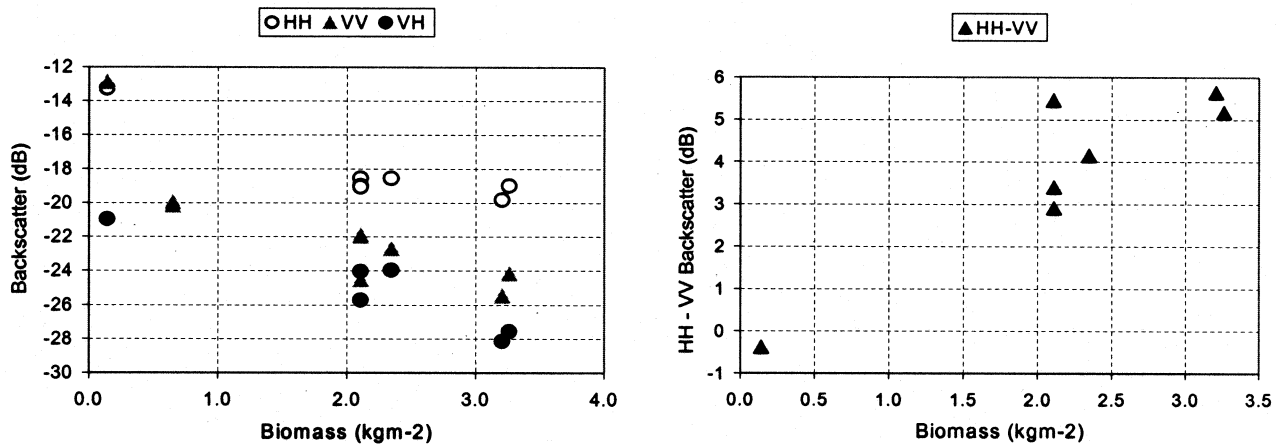 HH VV VH
-12
-14
-16
-18
-20
-22
-24
-26
-28
-30
Backscatter (dB)
0.0 1.0 2.0 3.0 4.0
Biomass (kgm-2)
HH-VV
6
5
4
3
2
1
0
-1
HH - VV Backscatter (dB)
0.0 0.5 1.0 1.5 2.0 2.5 3.0 3.5
Biomass (kgm-2)